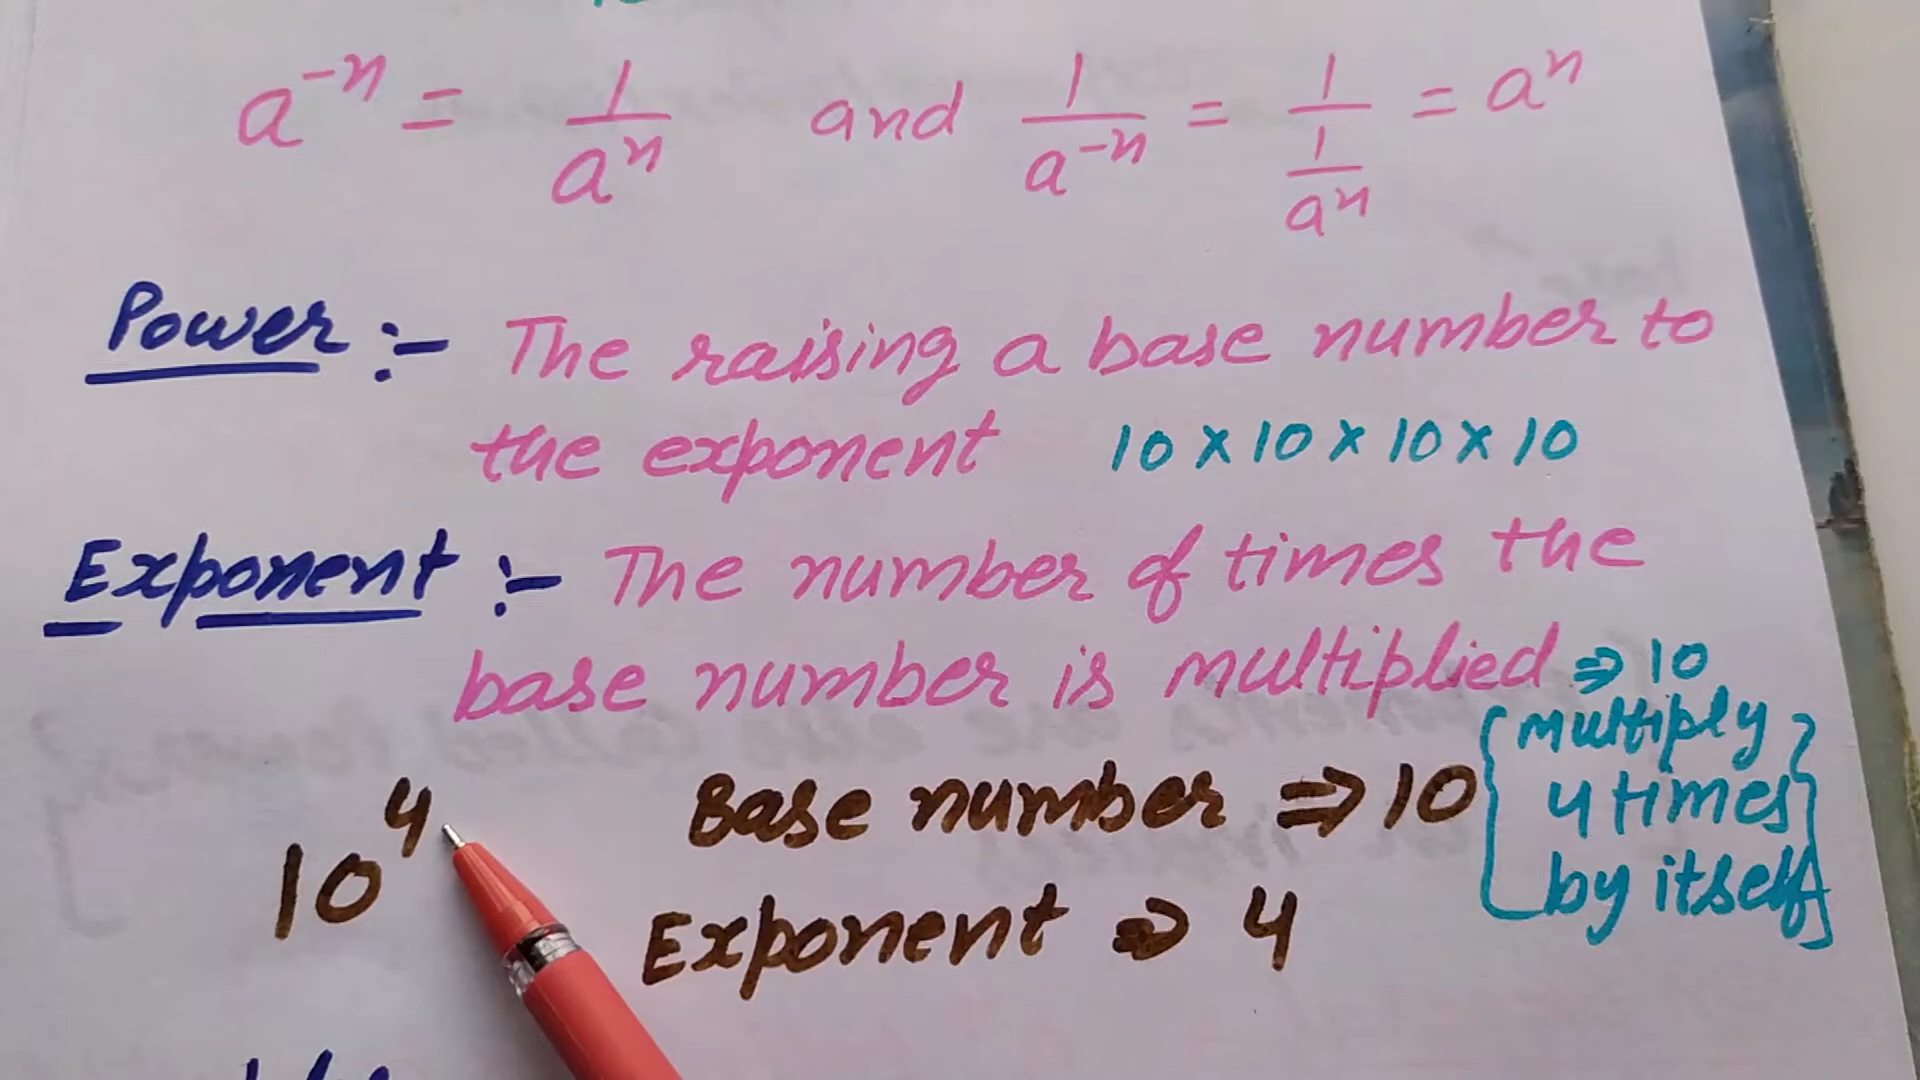 a⁻ⁿ = 1/aⁿ and 1/a⁻ⁿ = 1/(1/aⁿ) = aⁿ
Power :- The raising a base number to
the exponent 10 x 10 x 10 x 10
Exponent :- The number of times the
base number is multiplied ⇒ 10
{multiply
4 times
by itself}
10⁴ Base number ⇒ 10
Exponent ⇒ 4